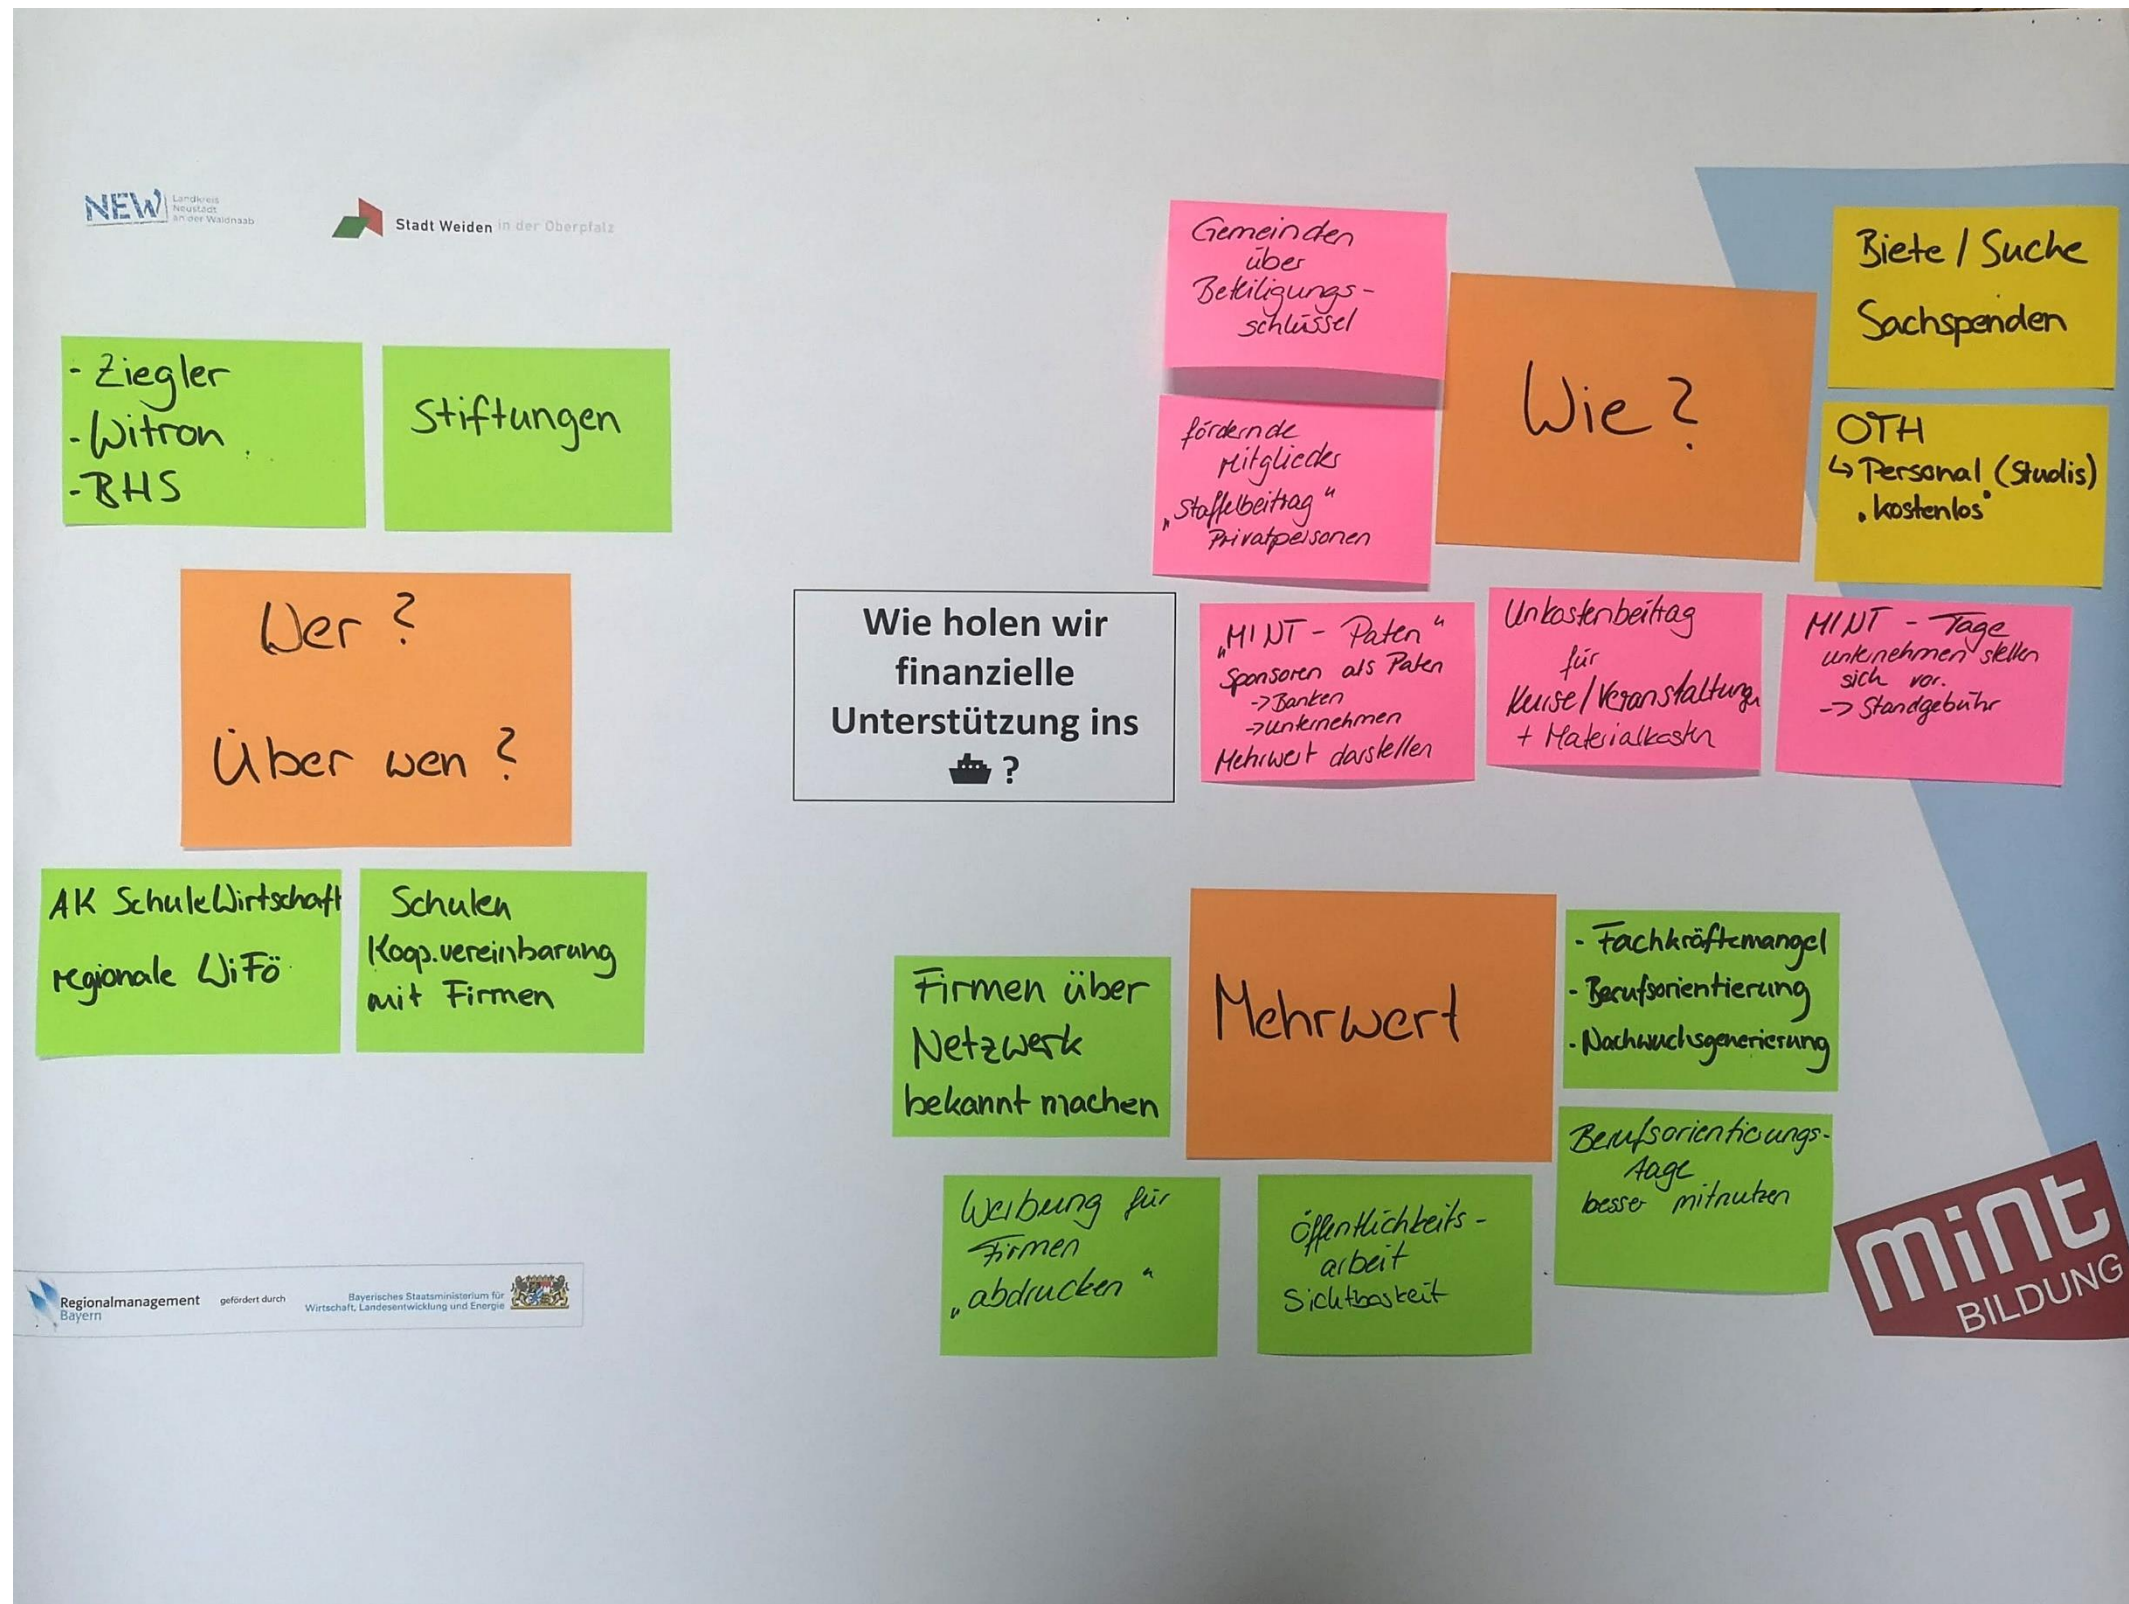 NEW Landkreis
Neustadt
an der Waldnaab
Stadt Weiden in der Oberpfalz
- Ziegler
- Witron
- BHS
Stiftungen
Wer ?
Über wen ?
AK SchuleWirtschaft
regionale WiFö
Schulen
Koop.vereinbarung
mit Firmen
Wie holen wir
finanzielle
Unterstützung ins
?
Gemeinden
über
Beteiligungs-
schlüssel
fördernde
Mitglieder
„Staffelbeitrag“
Privatpersonen
Wie ?
Biete / Suche
Sachspenden
OTH
↳ Personal (Studis)
„kostenlos“
„MINT - Paten“
Sponsoren als Paten
-> Banken
-> Unternehmen
Mehrwert darstellen
Unkostenbeitrag
für
Kurse/Veranstaltungen
+ Materialkosten
MINT - Tage
Unternehmen stellen
sich vor.
-> Standgebühr
Firmen über
Netzwerk
bekannt machen
Mehrwert
- Fachkräftemangel
- Berufsorientierung
- Nachwuchsgenerierung
Berufsorientierungs-
tage
besser mitnutzen
Werbung für
Firmen
„abdrucken“
Öffentlichkeits-
arbeit
Sichtbarkeit
Regionalmanagement
Bayern
gefördert durch
Bayerisches Staatsministerium für
Wirtschaft, Landesentwicklung und Energie
mint
BILDUNG